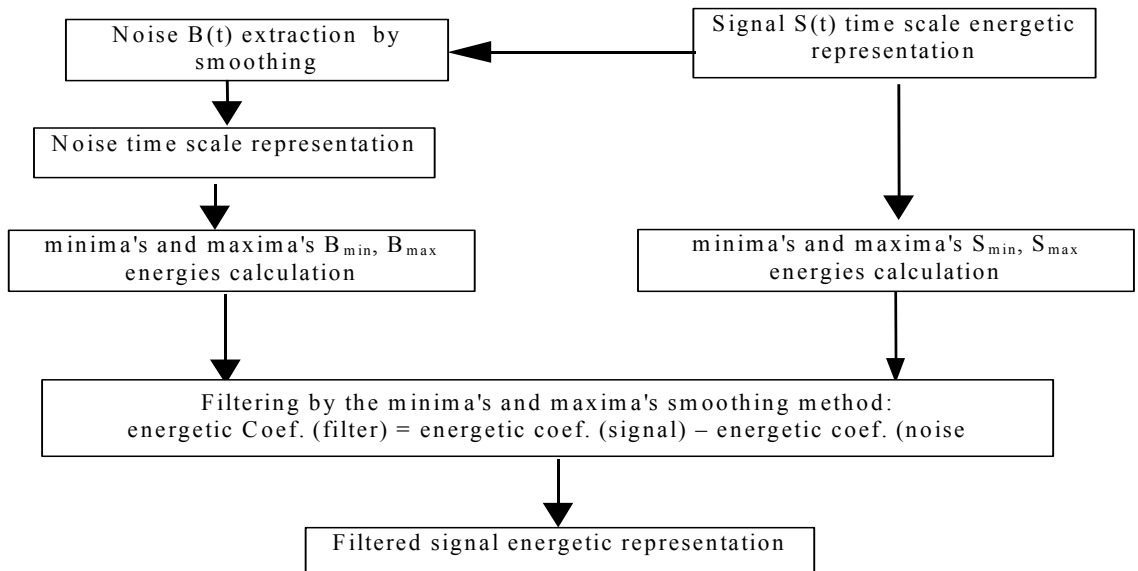 Noise B(t) extraction by
smoothing
Signal S(t) time scale energetic
representation
Noise time scale representation
minima's and maxima's Bmin, Bmax
energies calculation
minima's and maxima's Smin, Smax
energies calculation
Filtering by the minima's and maxima's smoothing method:
energetic Coef. (filter) = energetic coef. (signal) – energetic coef. (noise
Filtered signal energetic representation